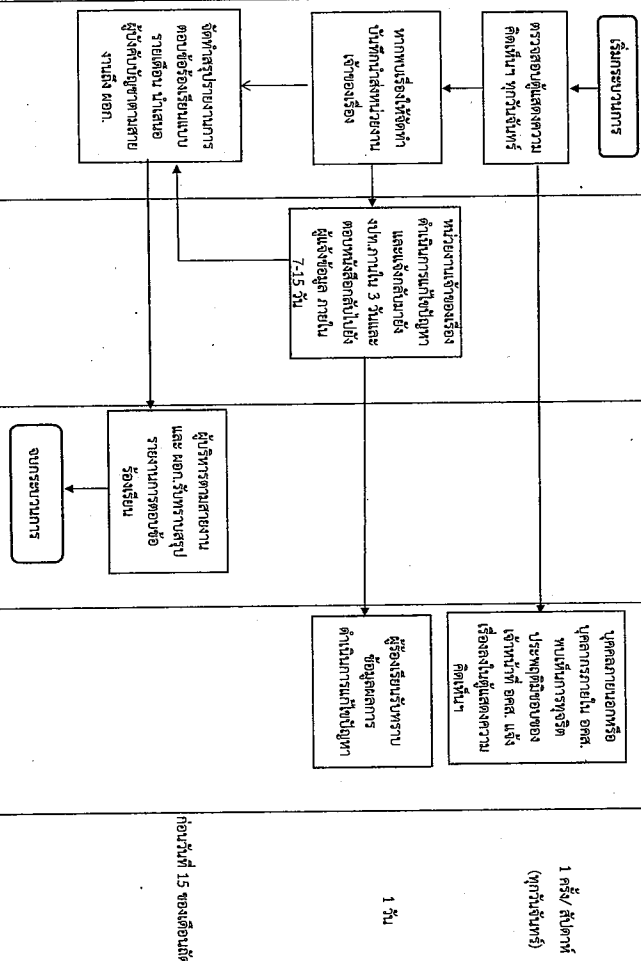 เริ่มกระบวนการ
ตรวจสอบตู้แสดงความ
คิดเห็นฯ ทุกวันจันทร์
บุคคลภายนอกหรือ
บุคลากรภายใน อคส.
พบเห็นการทุจริต
ประพฤติมิชอบของ
เจ้าหน้าที่ อคส. แจ้ง
เรื่องลงในตู้แสดงความ
คิดเห็นฯ
1 ครั้ง/ สัปดาห์
(ทุกวันจันทร์)
หากพบเรื่องให้จัดทำ
บันทึกนำส่งหน่วยงาน
เจ้าของเรื่อง
หน่วยงานเจ้าของเรื่อง
ดำเนินการแก้ไขปัญหา
และแจ้งกลับมายัง
งปท.ภานใน 3 วันและ
ตอบหนังสือกลับไปยัง
ผู้แจ้งข้อมูล ภายใน
7-15 วัน
ผู้ร้องเรียนรับทราบ
ข้อมูลผลการ
ดำเนินการแก้ไขปัญหา
1 วัน
จัดทำสรุปรายงานการ
ตอบข้อร้องเรียนแบบ
รายเดือน นำเสนอ
ผู้บังคับบัญชาตามสาย
งานถึง ผอก.
ผู้บริหารตามสายงาน
และ ผอก.รับทราบสรุป
รายงานการตอบข้อ
ร้องเรียน
ก่อนวันที่ 15 ของเดือนถัด
จบกระบวนการ